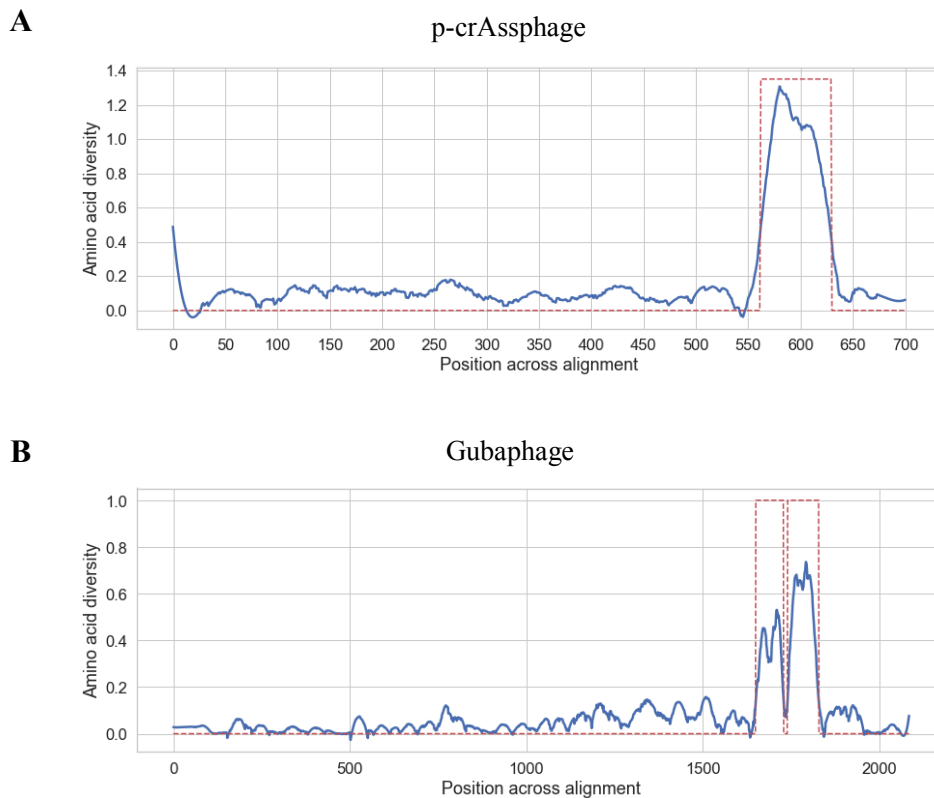 A
p-crAssphage
Amino acid diversity
1.4
1.2
1.0
0.8
0.6
0.4
0.2
0.0
0 50 100 150 200 250 300 350 400 450 500 550 600 650 700
Position across alignment
B
Gubaphage
Amino acid diversity
1.0
0.8
0.6
0.4
0.2
0.0
0 500 1000 1500 2000
Position across alignment